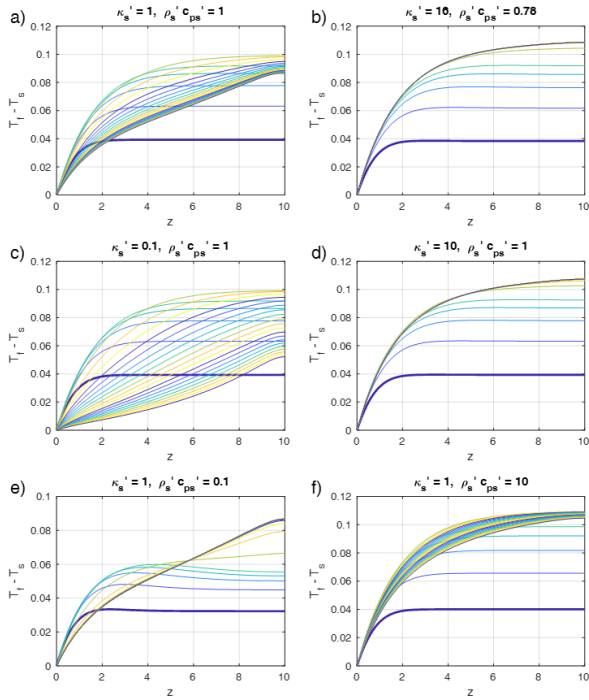 a) κs' = 1, ρs' cps' = 1
Tf - Ts
0.12
0.1
0.08
0.06
0.04
0.02
0
0 2 4 6 8 10
z
b) κs' = 16, ρs' cps' = 0.78
Tf - Ts
0.12
0.1
0.08
0.06
0.04
0.02
0
0 2 4 6 8 10
z
c) κs' = 0.1, ρs' cps' = 1
Tf - Ts
0.12
0.1
0.08
0.06
0.04
0.02
0
0 2 4 6 8 10
z
d) κs' = 10, ρs' cps' = 1
Tf - Ts
0.12
0.1
0.08
0.06
0.04
0.02
0
0 2 4 6 8 10
z
e) κs' = 1, ρs' cps' = 0.1
Tf - Ts
0.1
0.08
0.06
0.04
0.02
0
0 2 4 6 8 10
z
f) κs' = 1, ρs' cps' = 10
Tf - Ts
0.12
0.1
0.08
0.06
0.04
0.02
0
0 2 4 6 8 10
z